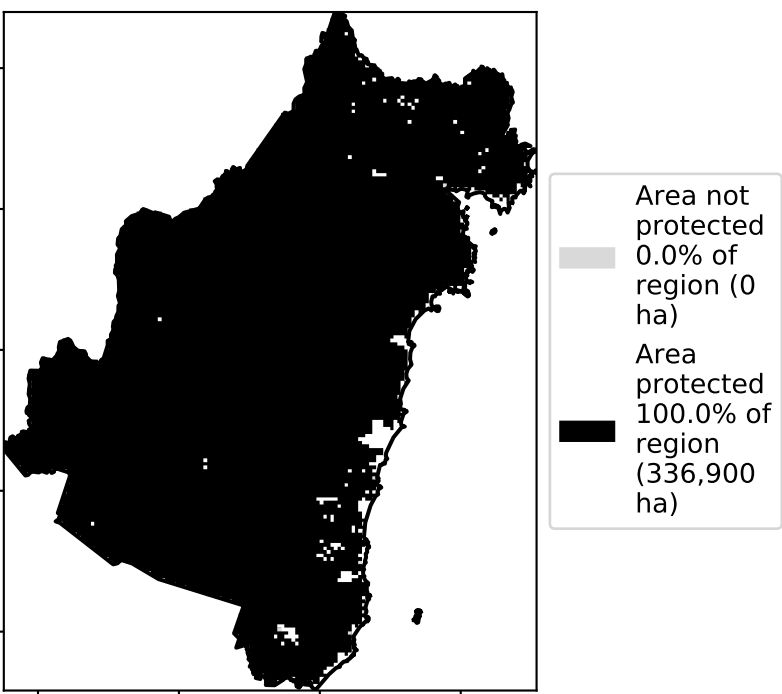 Area not
protected
0.0% of
region (0
ha)
Area
protected
100.0% of
region
(336,900
ha)